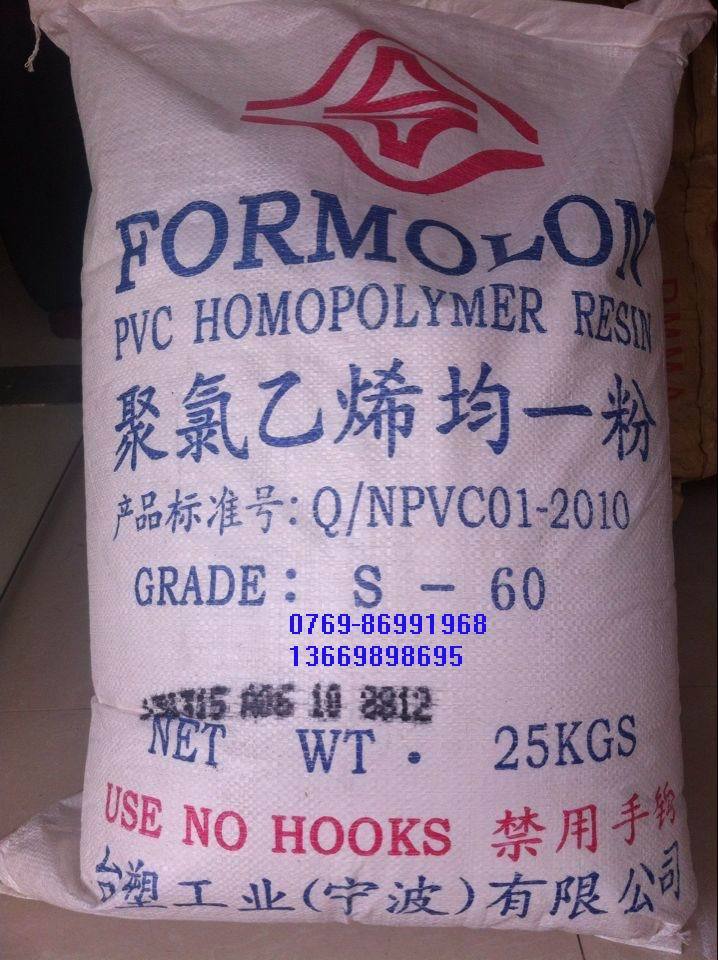 FORMOLON
PVC HOMOPOLYMER RESIN
聚氯乙烯均一粉
产品标准号: Q/NPVC01-2010
GRADE: S - 60
0769-86991968
13669898695
NET WT. 25KGS
USE NO HOOKS 禁用手钩
台塑工业(宁波)有限公司